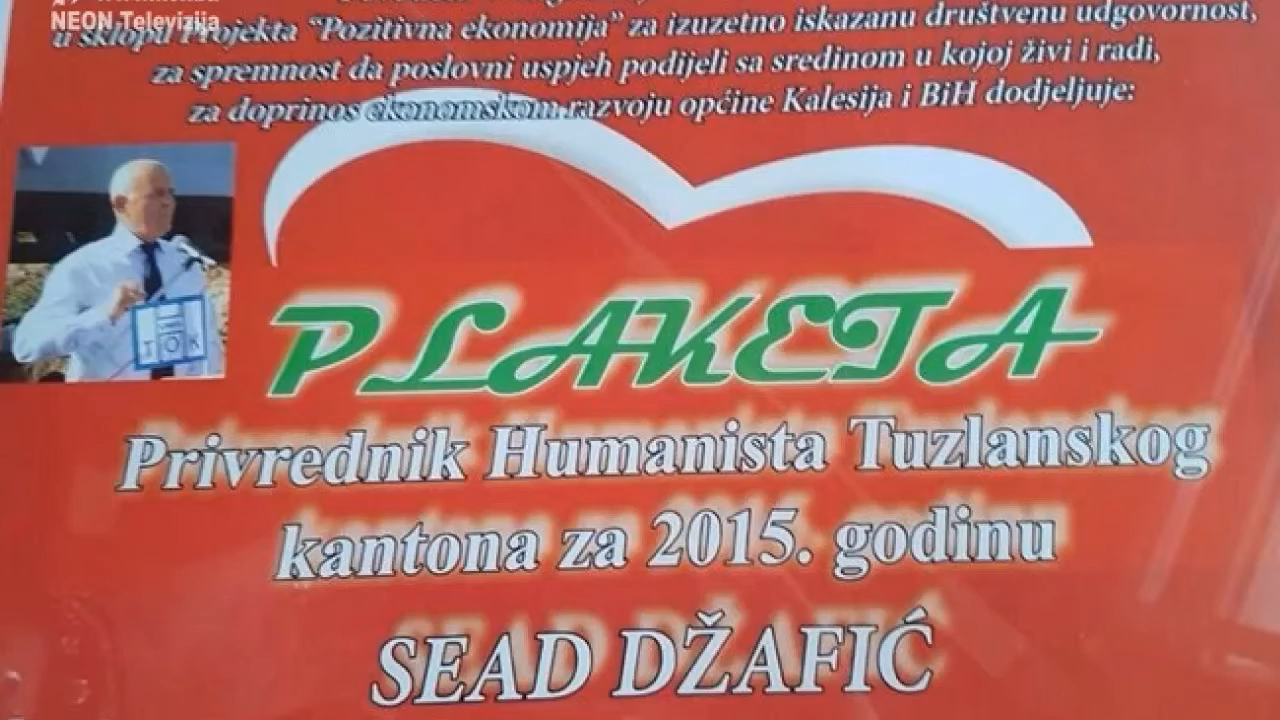 NEON Televizija
u sklopu Projekta “Pozitivna ekonomija” za izuzetno iskazanu društvenu udgovornost,
za spremnost da poslovni uspjeh podijeli sa sredinom u kojoj živi i radi,
za doprinos ekonomskom razvoju općine Kalesija i BiH dodjeljuje:
TOK
PLAKETA
Privrednik Humanista Tuzlanskog
kantona za 2015. godinu
SEAD DŽAFIĆ